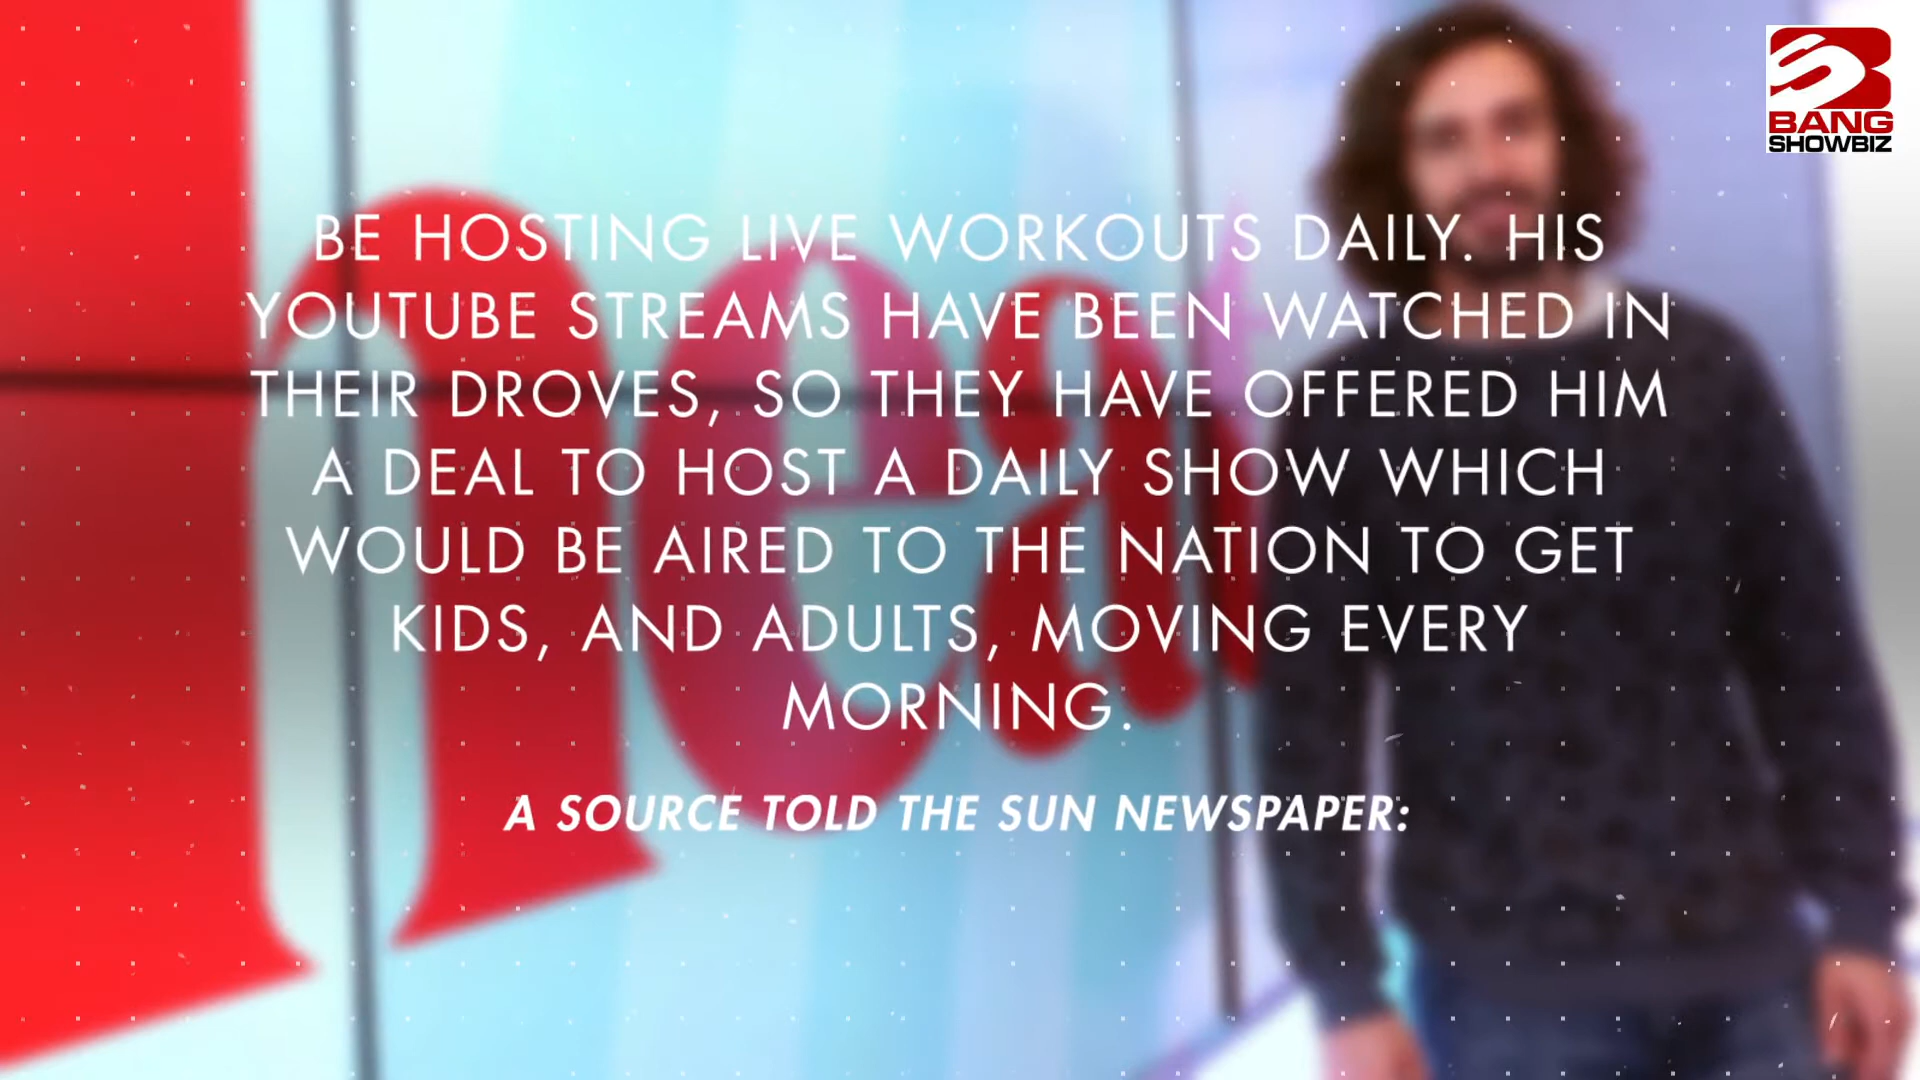 BANG
SHOWBIZ
heat
BE HOSTING LIVE WORKOUTS DAILY. HIS
YOUTUBE STREAMS HAVE BEEN WATCHED IN
THEIR DROVES, SO THEY HAVE OFFERED HIM
A DEAL TO HOST A DAILY SHOW WHICH
WOULD BE AIRED TO THE NATION TO GET
KIDS, AND ADULTS, MOVING EVERY
MORNING.
A SOURCE TOLD THE SUN NEWSPAPER: